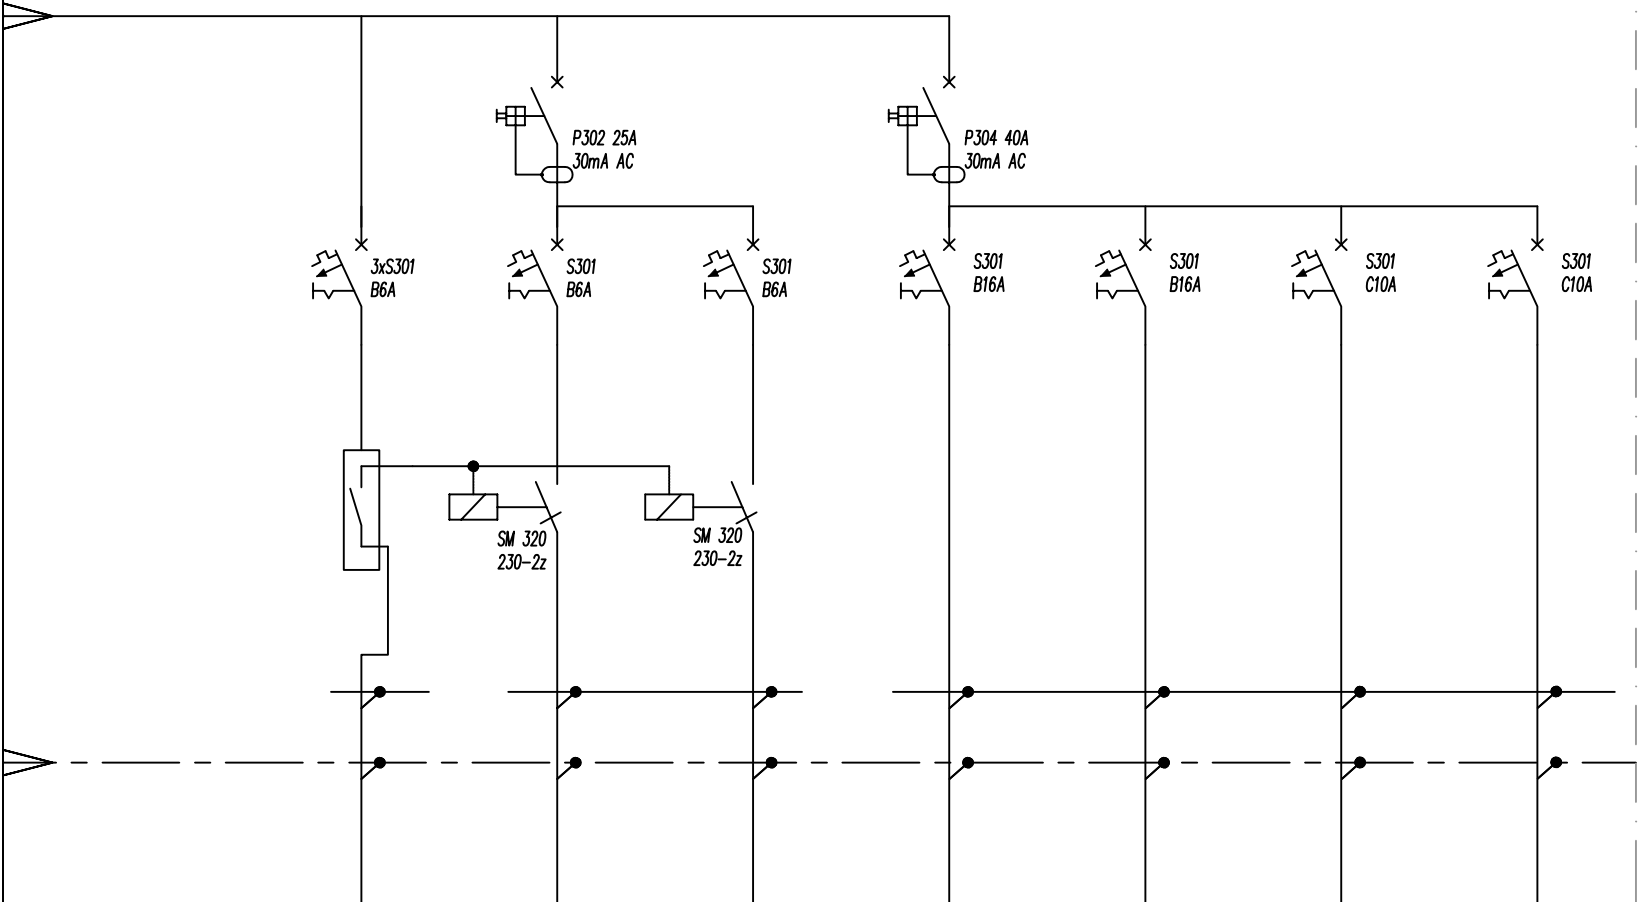 P302 25A
30mA AC
P304 40A
30mA AC
3xS301
B6A
S301
B6A
S301
B6A
S301
B16A
S301
B16A
S301
C10A
S301
C10A
SM 320
230-2z
SM 320
230-2z